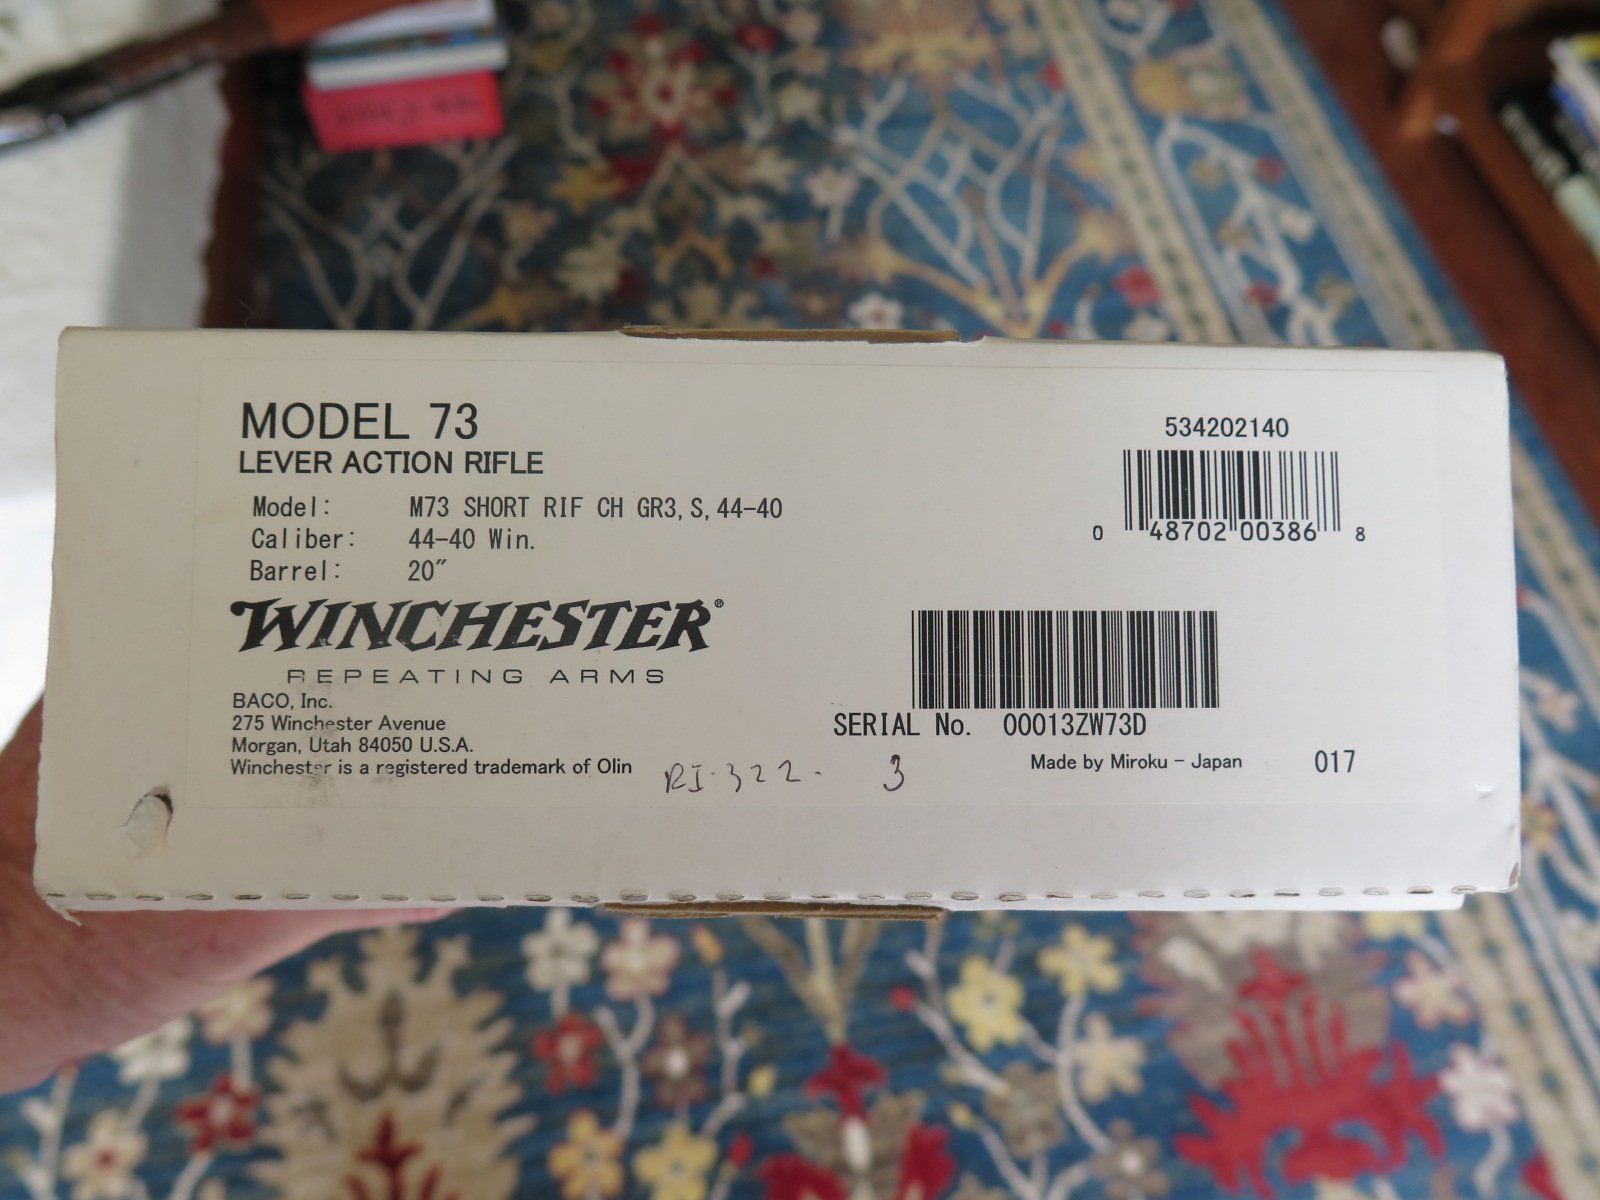 MODEL 73
LEVER ACTION RIFLE
Model: M73 SHORT RIF CH GR3,S,44-40
Caliber: 44-40 Win.
Barrel: 20"
WINCHESTER®
REPEATING ARMS
BACO, Inc.
275 Winchester Avenue
Morgan, Utah 84050 U.S.A.
Winchester is a registered trademark of Olin
RI-322. 3
534202140
0 48702 00386 8
SERIAL No. 00013ZW73D
Made by Miroku - Japan 017